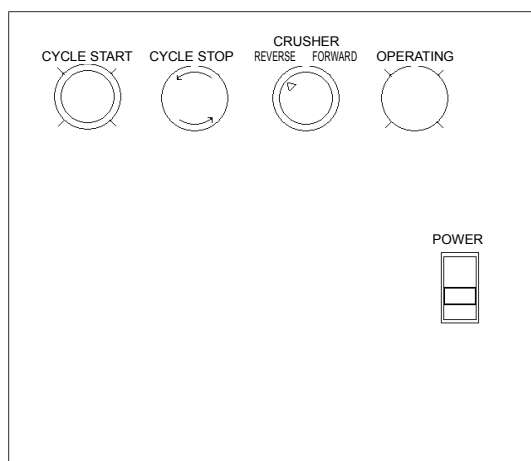 CYCLE START CYCLE STOP CRUSHER OPERATING
REVERSE FORWARD
POWER